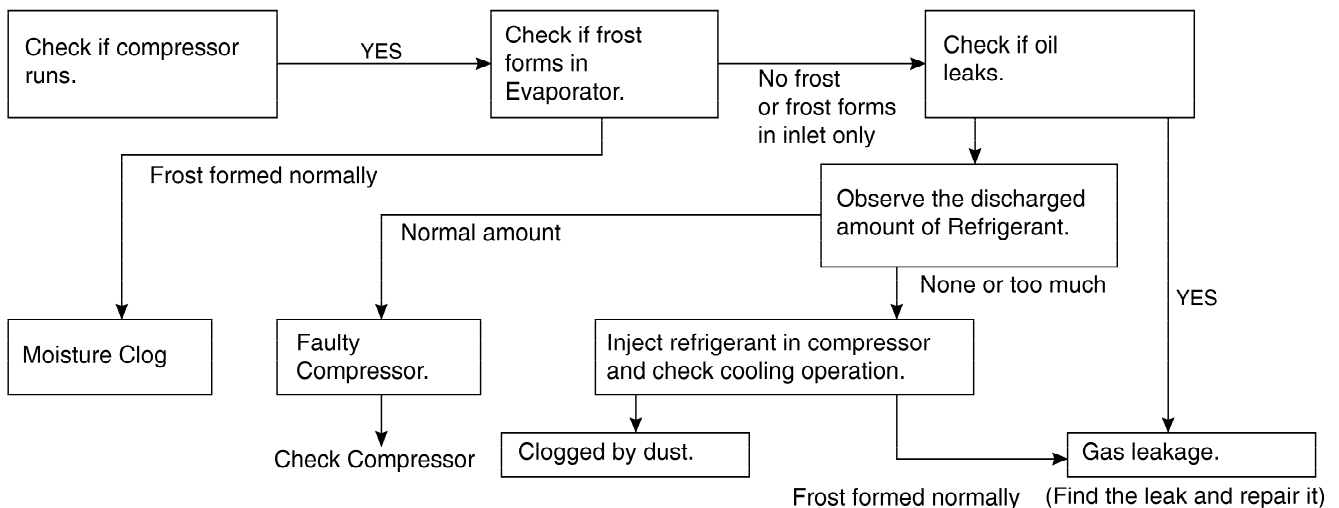 Check if compressor
runs.
YES
Check if frost
forms in
Evaporator.
No frost
or frost forms
in inlet only
Check if oil
leaks.
Frost formed normally
Observe the discharged
amount of Refrigerant.
Normal amount
None or too much
YES
Moisture Clog
Faulty
Compressor.
Inject refrigerant in compressor
and check cooling operation.
Check Compressor
Clogged by dust.
Gas leakage.
Frost formed normally
(Find the leak and repair it)